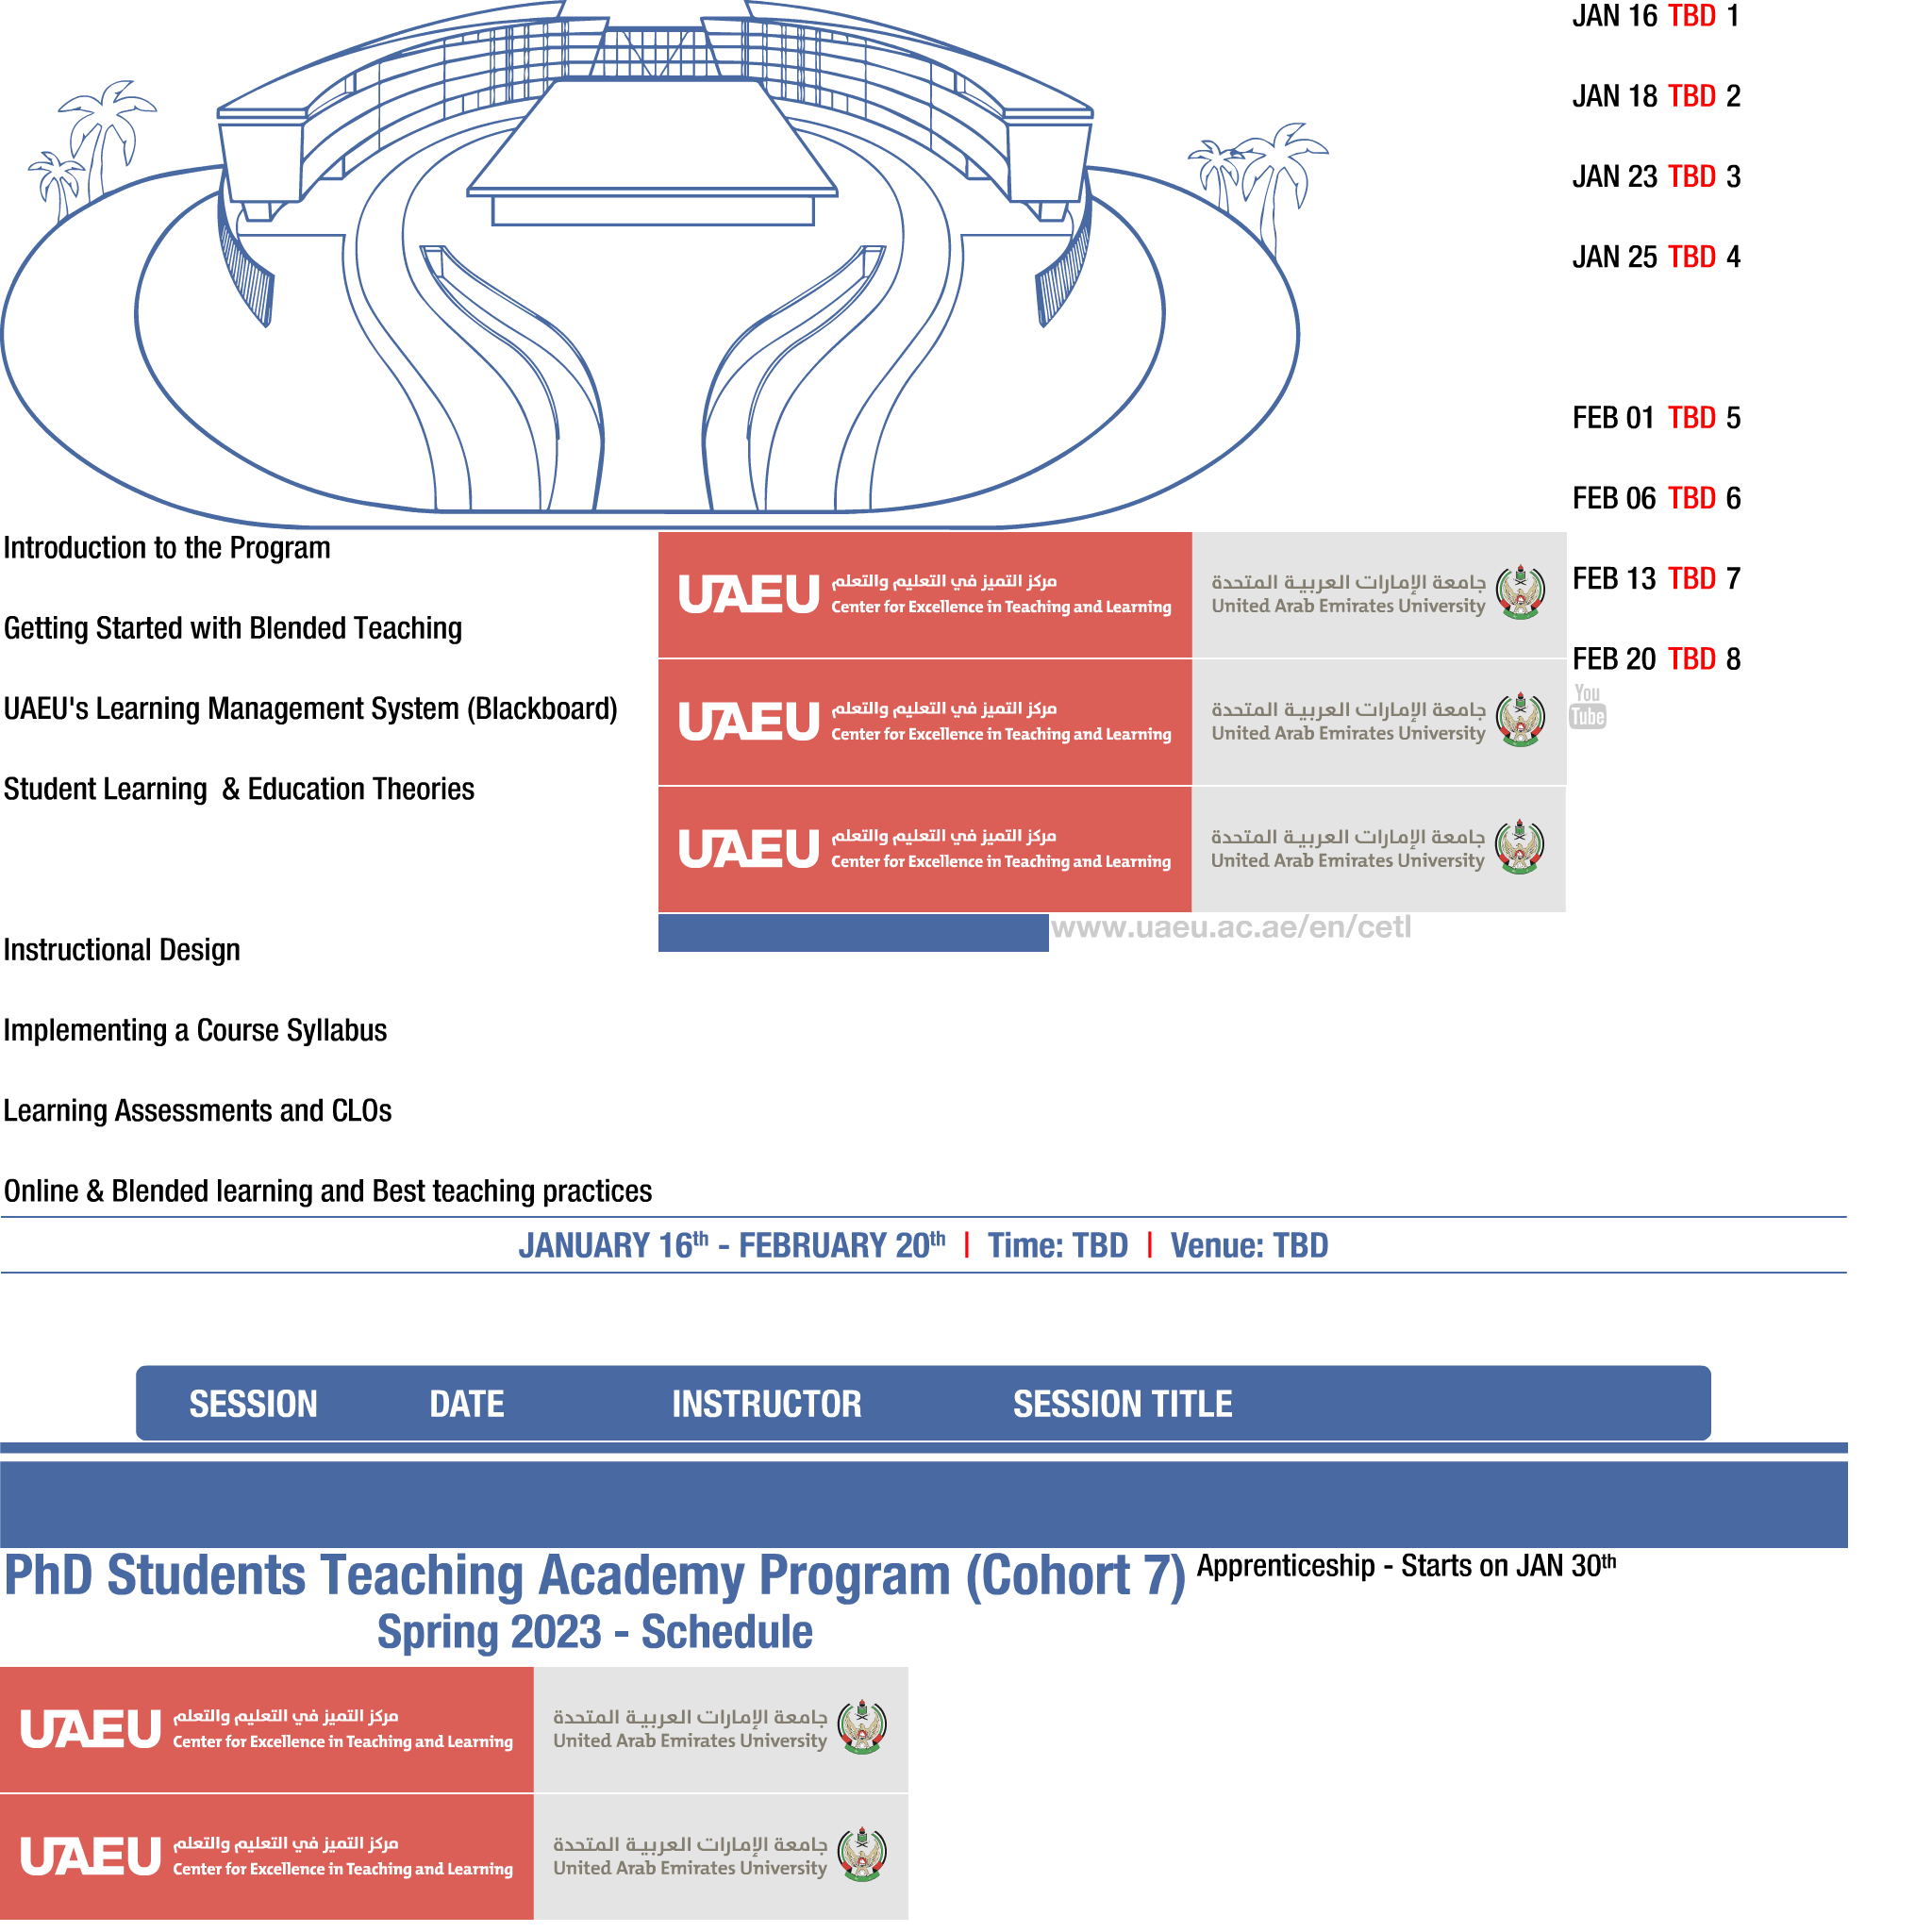 JAN 16 TBD 1
JAN 18 TBD 2
JAN 23 TBD 3
JAN 25 TBD 4
FEB 01 TBD 5
FEB 06 TBD 6
FEB 13 TBD 7
FEB 20 TBD 8
You
Tube
Introduction to the Program
Getting Started with Blended Teaching
UAEU's Learning Management System (Blackboard)
Student Learning & Education Theories
Instructional Design
Implementing a Course Syllabus
Learning Assessments and CLOs
Online & Blended learning and Best teaching practices
UAEU
مركز التميز في التعليم والتعلم
Center for Excellence in Teaching and Learning
جامعة الإمارات العربية المتحدة
United Arab Emirates University
UAEU
مركز التميز في التعليم والتعلم
Center for Excellence in Teaching and Learning
جامعة الإمارات العربية المتحدة
United Arab Emirates University
UAEU
مركز التميز في التعليم والتعلم
Center for Excellence in Teaching and Learning
جامعة الإمارات العربية المتحدة
United Arab Emirates University
www.uaeu.ac.ae/en/cetl
JANUARY 16th - FEBRUARY 20th | Time: TBD | Venue: TBD
SESSION DATE INSTRUCTOR SESSION TITLE
PhD Students Teaching Academy Program (Cohort 7)
Spring 2023 - Schedule
Apprenticeship - Starts on JAN 30th
UAEU
مركز التميز في التعليم والتعلم
Center for Excellence in Teaching and Learning
جامعة الإمارات العربية المتحدة
United Arab Emirates University
UAEU
مركز التميز في التعليم والتعلم
Center for Excellence in Teaching and Learning
جامعة الإمارات العربية المتحدة
United Arab Emirates University